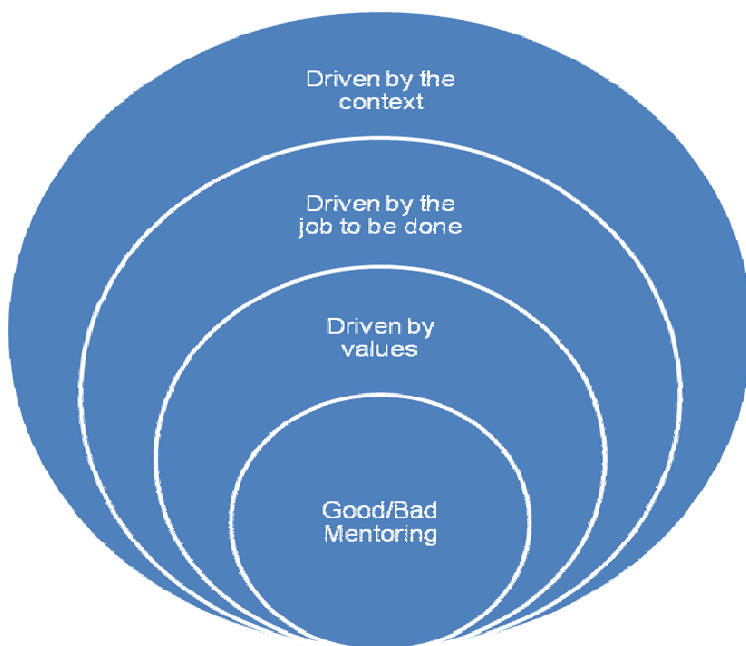 Driven by the
context
Driven by the
job to be done
Driven by
values
Good/Bad
Mentoring